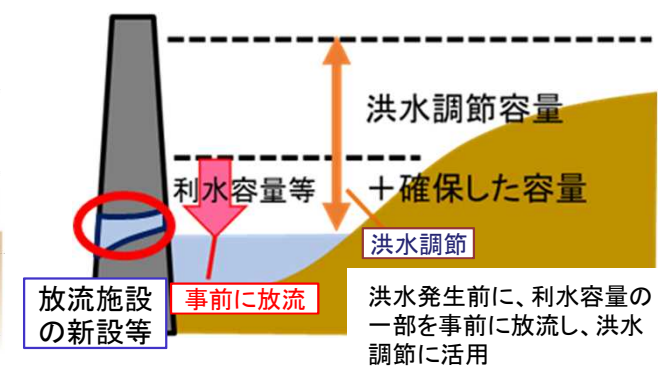 洪水調節容量
利水容量等
＋確保した容量
洪水調節
放流施設
の新設等
事前に放流
洪水発生前に、利水容量の
一部を事前に放流し、洪水
調節に活用